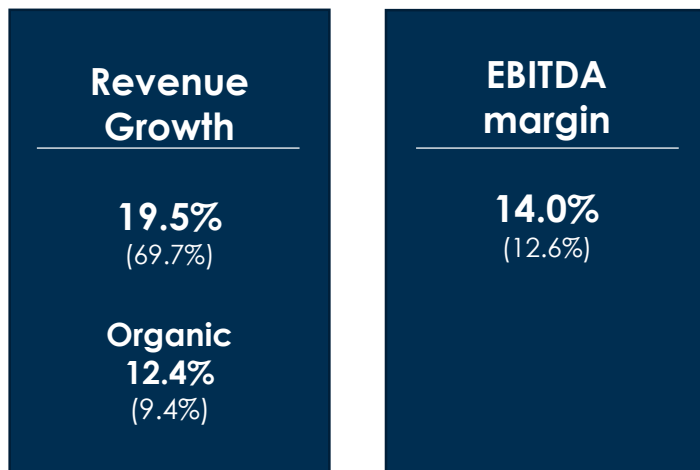 Revenue
Growth
19.5%
(69.7%)
Organic
12.4%
(9.4%)
EBITDA
margin
14.0%
(12.6%)